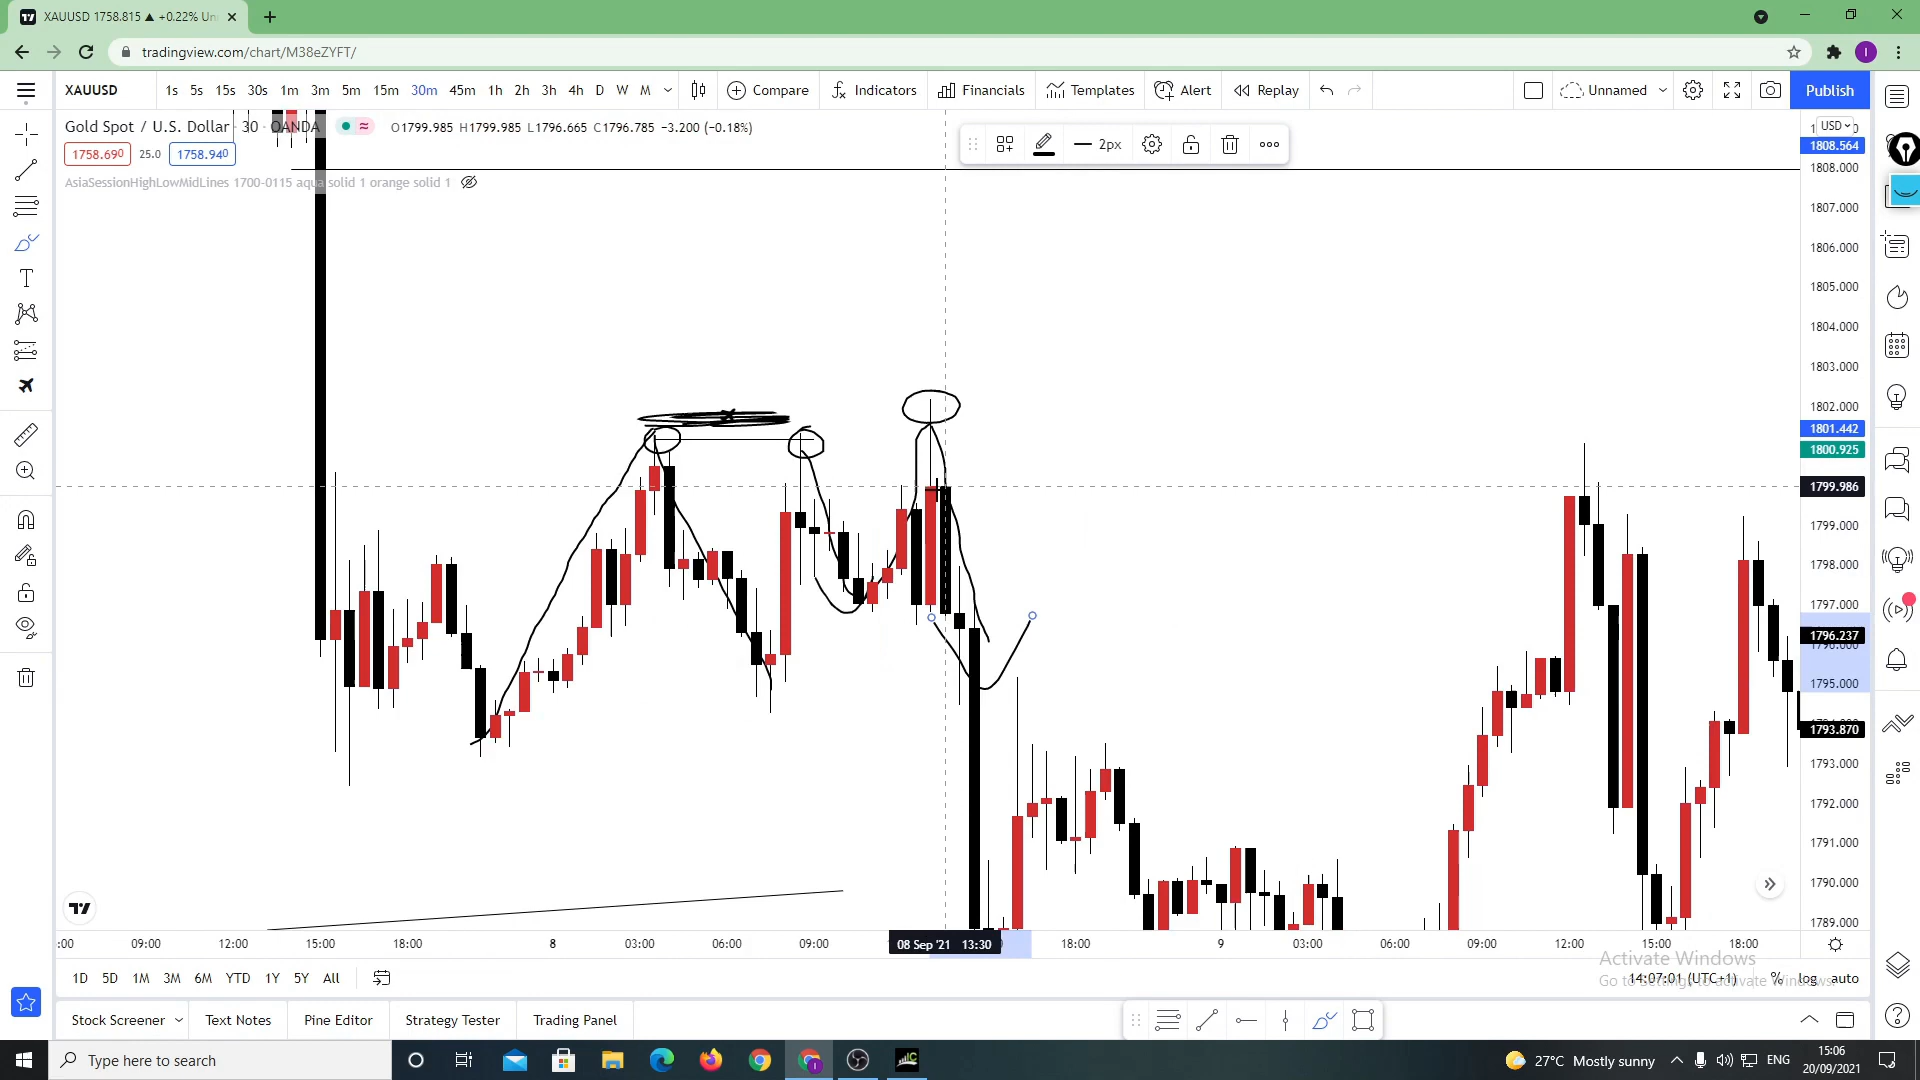 XAUUSD 1758.815 ▲ +0.22% Un
tradingview.com/chart/M38eZYFT/
XAUUSD 1s 5s 15s 30s 1m 3m 5m 15m 30m 45m 1h 2h 3h 4h D W M Compare Indicators Financials Templates Alert Replay Unnamed Publish
Gold Spot / U.S. Dollar · 30 · OANDA O1799.985 H1799.985 L1796.665 C1796.785 −3.200 (−0.18%)
1758.690 25.0 1758.940
AsiaSessionHighLowMidLines 1700-0115 aqua solid 1 orange solid 1
2px
USD
1808.564
1808.000
1807.000
1806.000
1805.000
1804.000
1803.000
1802.000
1801.442
1800.925
1799.986
1799.000
1798.000
1797.000
1796.237
1795.000
1793.870
1793.000
1792.000
1791.000
1790.000
1789.000
:00 09:00 12:00 15:00 18:00 8 03:00 06:00 09:00 08 Sep '21 13:30 18:00 9 03:00 06:00 09:00 12:00 15:00 18:00
Activate Windows
Go to Settings to activate Windows.
1D 5D 1M 3M 6M YTD 1Y 5Y All 14:07:01 (UTC+1) % log auto
Stock Screener Text Notes Pine Editor Strategy Tester Trading Panel
Type here to search
27°C Mostly sunny ENG
15:06
20/09/2021